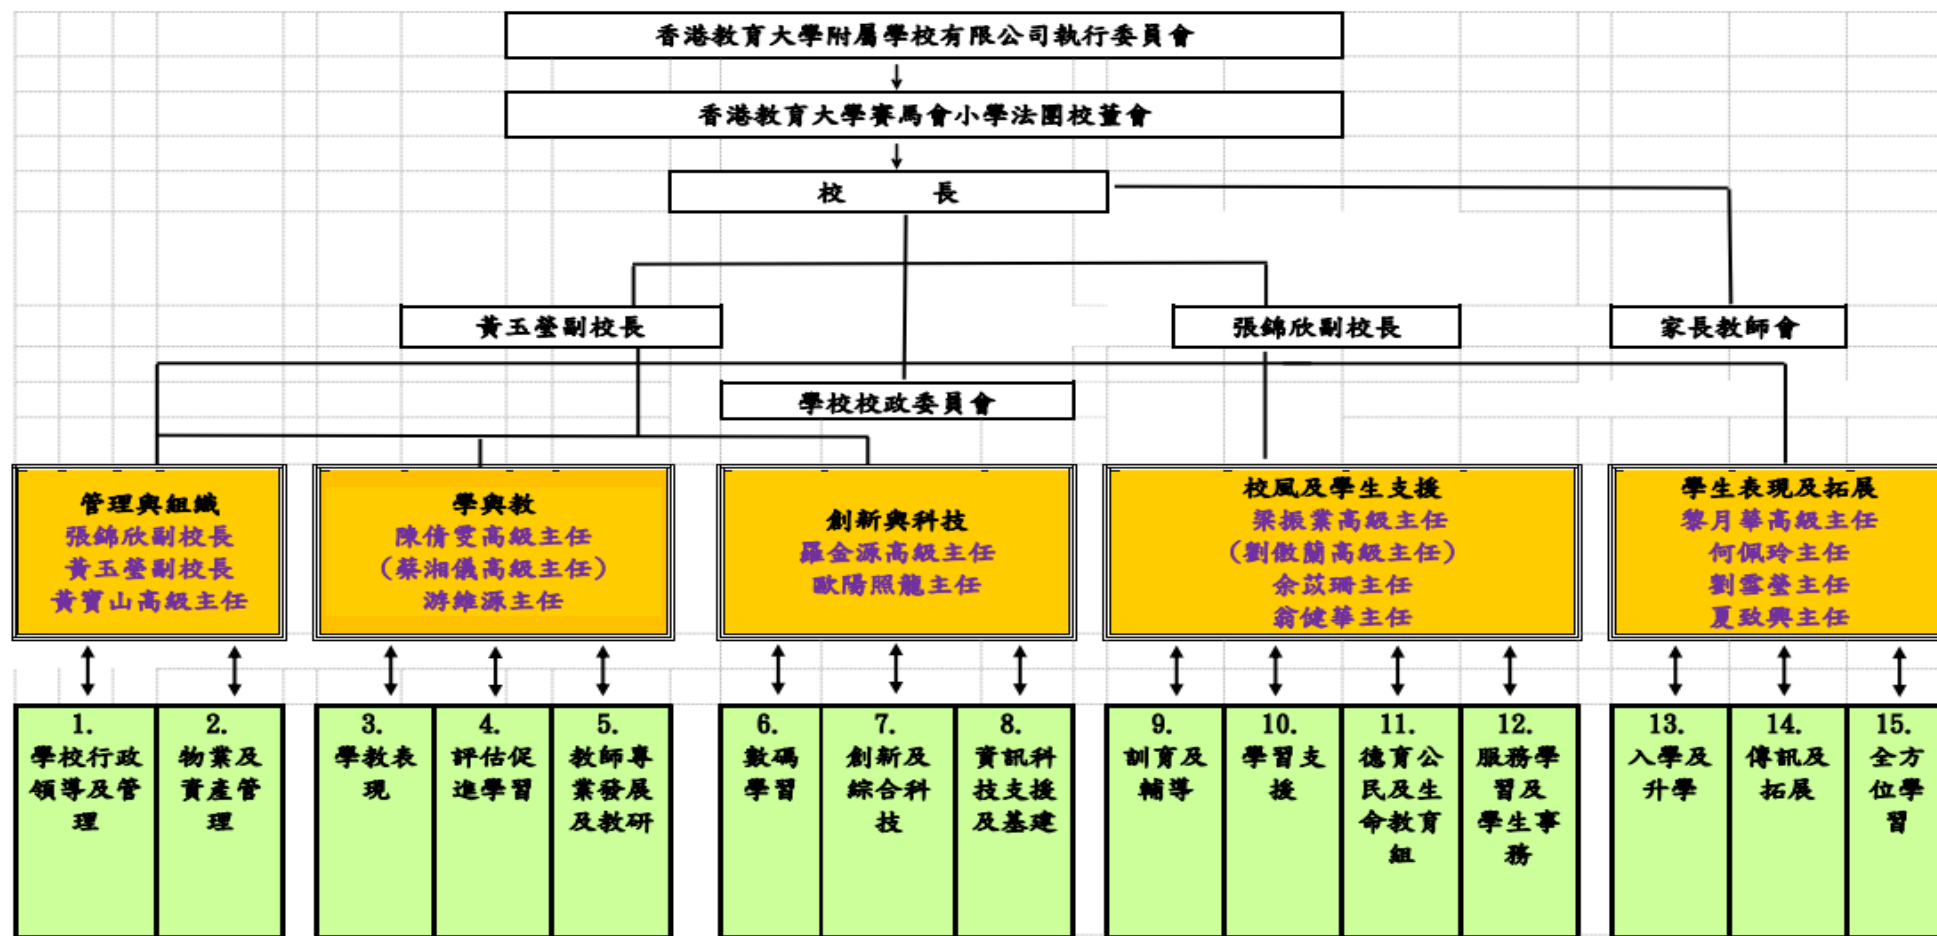 香港教育大學附屬學校有限公司執行委員會
香港教育大學賽馬會小學法團校董會
校 長
黃玉瑩副校長
張錦欣副校長
家長教師會
學校校政委員會
管理與組織
張錦欣副校長
黃玉瑩副校長
黃寶山高級主任
學與教
陳倩雯高級主任
(蔡湘儀高級主任)
游維源主任
創新與科技
羅金源高級主任
歐陽照龍主任
校風及學生支援
梁振業高級主任
(劉傲蘭高級主任)
余苡珊主任
翁健華主任
學生表現及拓展
黎月華高級主任
何佩玲主任
劉雪瑩主任
夏致興主任
1.
學校行政
領導及管
理
2.
物業及
資產管
理
3.
學教表
現
4.
評估促
進學習
5.
教師專
業發展
及教研
6.
數碼
學習
7.
創新及
綜合科
技
8.
資訊科
技支援
及基建
9.
訓育及
輔導
10.
學習支
援
11.
德育公
民及生
命教育
組
12.
服務學
習及
學生事
務
13.
入學及
升學
14.
傳訊及
拓展
15.
全方
位學
習